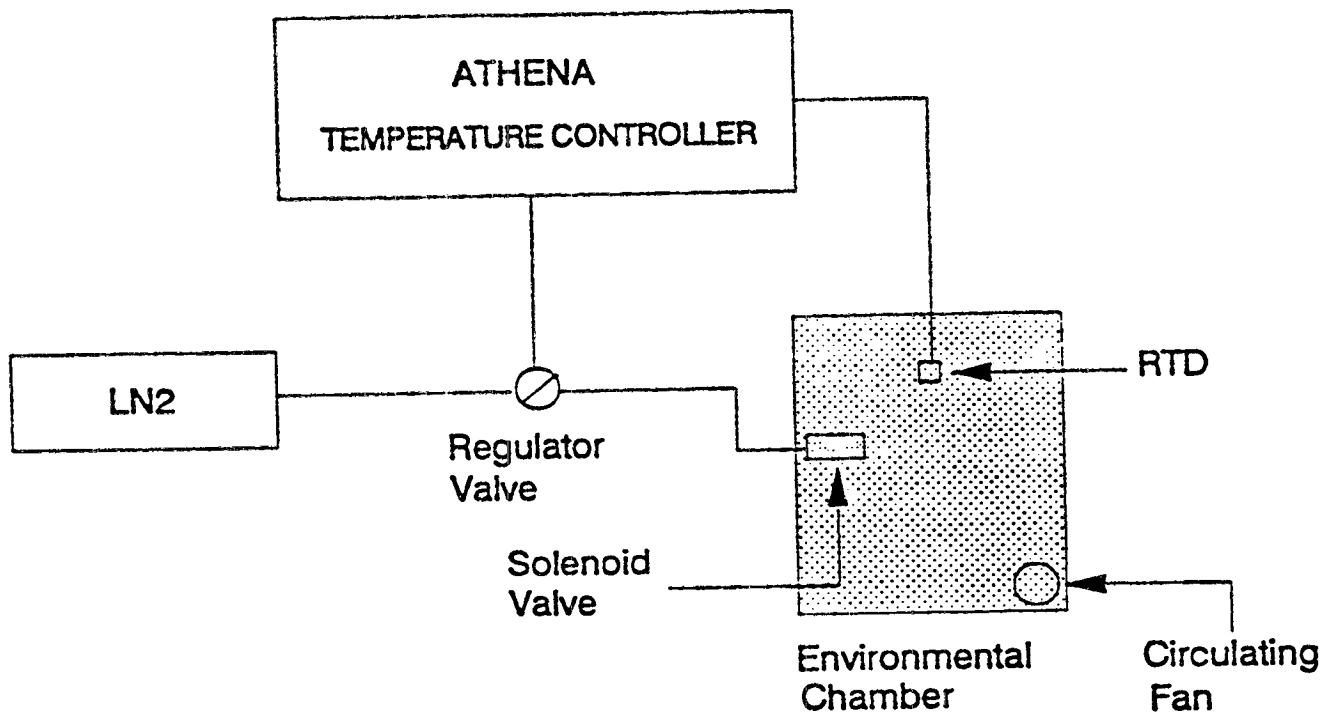 ATHENA
TEMPERATURE CONTROLLER
LN2
Regulator
Valve
RTD
Solenoid
Valve
Environmental
Chamber
Circulating
Fan